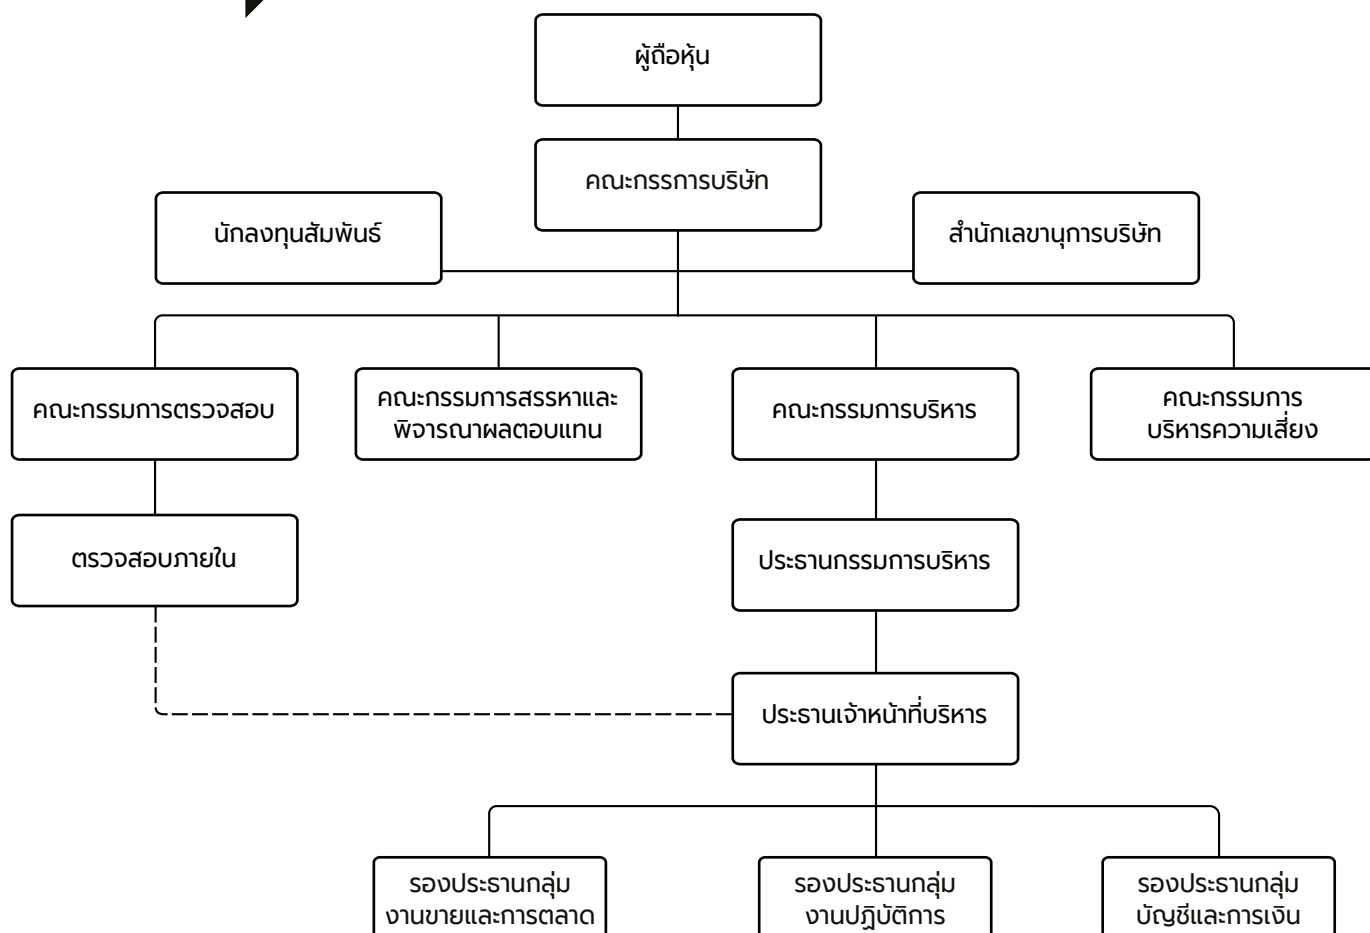 ผู้ถือหุ้น
คณะกรรการบริษัท
นักลงทุนสัมพันธ์
สำนักเลขานุการบริษัท
คณะกรรมการตรวจสอบ
คณะกรรมการสรรหาและ
พิจารณาผลตอบแทน
คณะกรรมการบริหาร
คณะกรรมการ
บริหารความเสี่ยง
ตรวจสอบภายใน
ประธานกรรมการบริหาร
ประธานเจ้าหน้าที่บริหาร
รองประธานกลุ่ม
งานขายและการตลาด
รองประธานกลุ่ม
งานปฏิบัติการ
รองประธานกลุ่ม
บัญชีและการเงิน